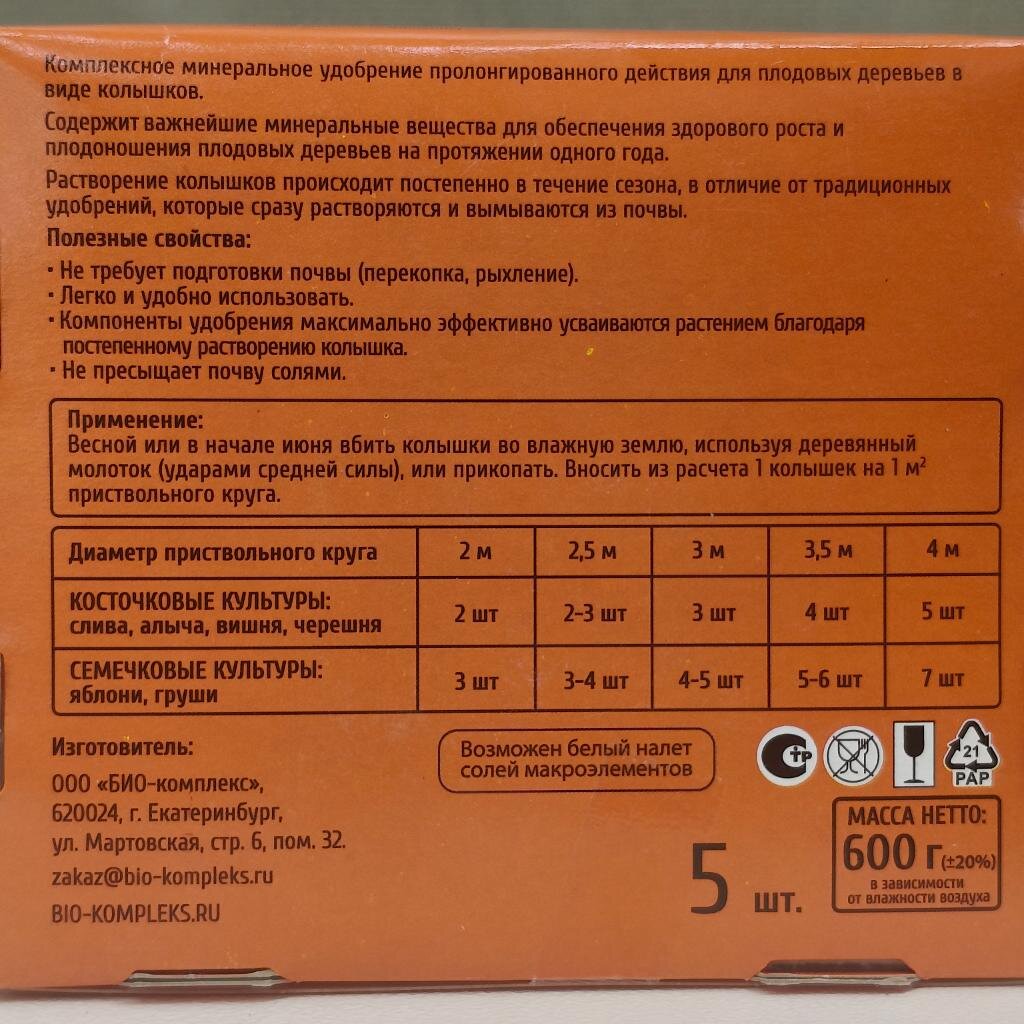 Комплексное минеральное удобрение пролонгированного действия для плодовых деревьев в
виде колышков.
Содержит важнейшие минеральные вещества для обеспечения здорового роста и
плодоношения плодовых деревьев на протяжении одного года.
Растворение колышков происходит постепенно в течение сезона, в отличие от традиционных
удобрений, которые сразу растворяются и вымываются из почвы.
Полезные свойства:
· Не требует подготовки почвы (перекопка, рыхление).
· Легко и удобно использовать.
· Компоненты удобрения максимально эффективно усваиваются растением благодаря
постепенному растворению колышка.
· Не пресыщает почву солями.
Применение:
Весной или в начале июня вбить колышки во влажную землю, используя деревянный
молоток (ударами средней силы), или прикопать. Вносить из расчета 1 колышек на 1 м²
приствольного круга.
Диаметр приствольного круга 2 м 2,5 м 3 м 3,5 м 4 м
КОСТОЧКОВЫЕ КУЛЬТУРЫ:
слива, алыча, вишня, черешня 2 шт 2-3 шт 3 шт 4 шт 5 шт
СЕМЕЧКОВЫЕ КУЛЬТУРЫ:
яблони, груши 3 шт 3-4 шт 4-5 шт 5-6 шт 7 шт
Изготовитель:
ООО «БИО-комплекс»,
620024, г. Екатеринбург,
ул. Мартовская, стр. 6, пом. 32.
zakaz@bio-kompleks.ru
BIO-KOMPLEKS.RU
Возможен белый налет
солей макроэлементов
СТР
21
PAP
5 шт.
МАССА НЕТТО:
600 г (±20%)
в зависимости
от влажности воздуха